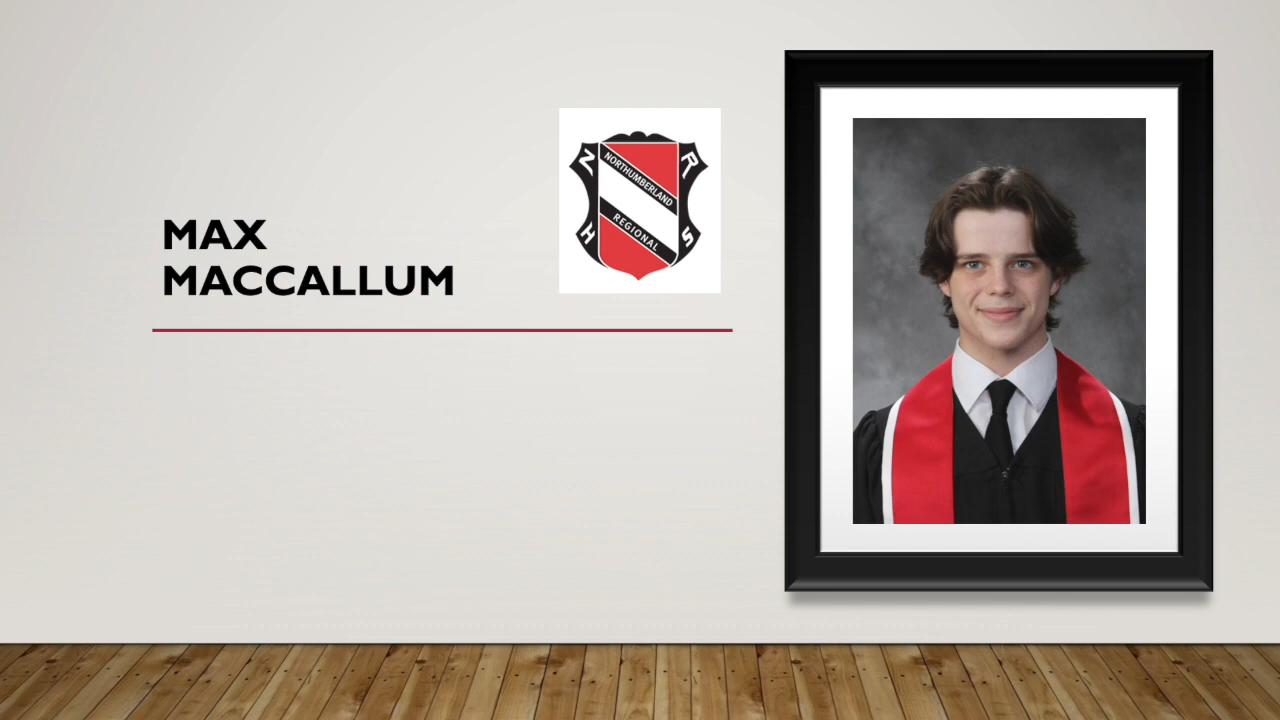 MAX
MACCALLUM
N R
NORTHUMBERLAND
REGIONAL
H S